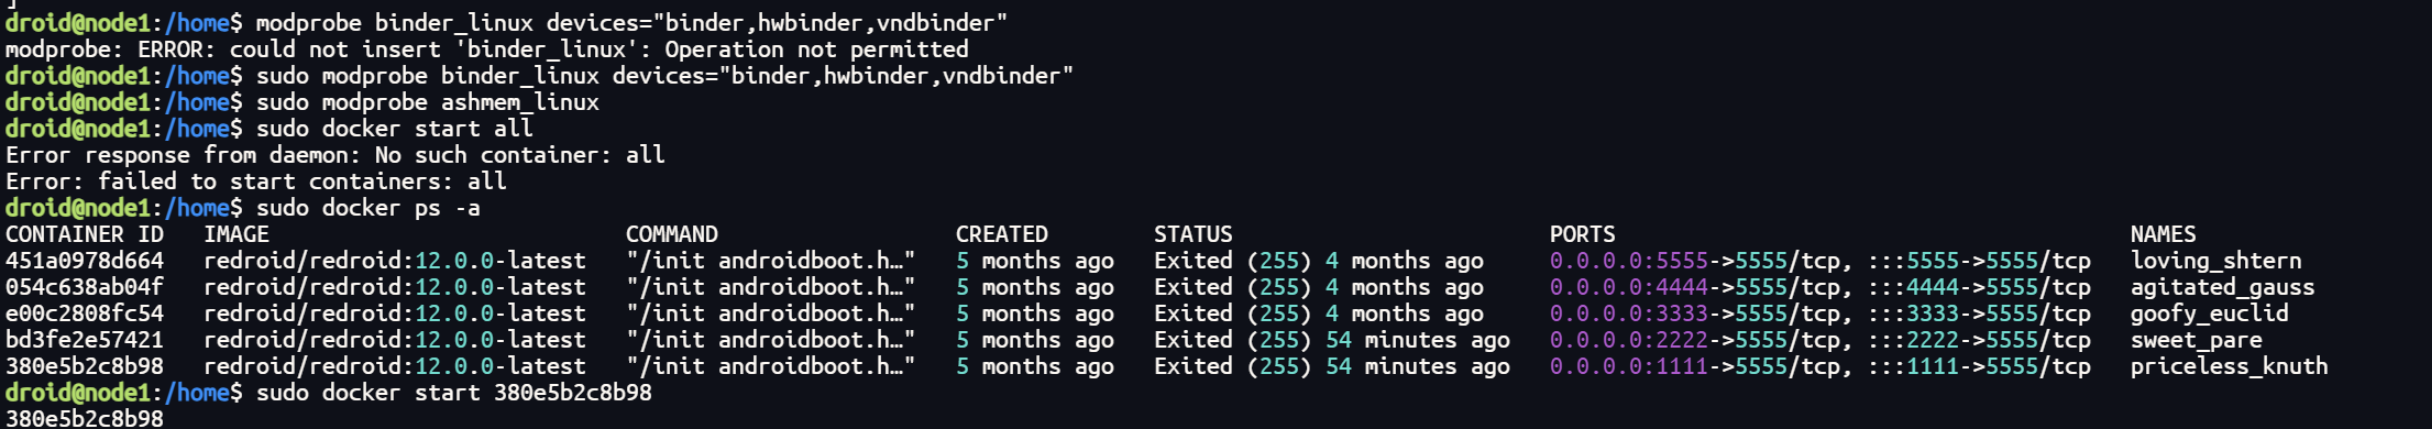 ]
droid@node1:/home$ modprobe binder_linux devices="binder,hwbinder,vndbinder"
modprobe: ERROR: could not insert 'binder_linux': Operation not permitted
droid@node1:/home$ sudo modprobe binder_linux devices="binder,hwbinder,vndbinder"
droid@node1:/home$ sudo modprobe ashmem_linux
droid@node1:/home$ sudo docker start all
Error response from daemon: No such container: all
Error: failed to start containers: all
droid@node1:/home$ sudo docker ps -a
CONTAINER ID   IMAGE                           COMMAND                  CREATED        STATUS                        PORTS                                       NAMES
451a0978d664   redroid/redroid:12.0.0-latest   "/init androidboot.h…"   5 months ago   Exited (255) 4 months ago     0.0.0.0:5555->5555/tcp, :::5555->5555/tcp   loving_shtern
054c638ab04f   redroid/redroid:12.0.0-latest   "/init androidboot.h…"   5 months ago   Exited (255) 4 months ago     0.0.0.0:4444->5555/tcp, :::4444->5555/tcp   agitated_gauss
e00c2808fc54   redroid/redroid:12.0.0-latest   "/init androidboot.h…"   5 months ago   Exited (255) 4 months ago     0.0.0.0:3333->5555/tcp, :::3333->5555/tcp   goofy_euclid
bd3fe2e57421   redroid/redroid:12.0.0-latest   "/init androidboot.h…"   5 months ago   Exited (255) 54 minutes ago   0.0.0.0:2222->5555/tcp, :::2222->5555/tcp   sweet_pare
380e5b2c8b98   redroid/redroid:12.0.0-latest   "/init androidboot.h…"   5 months ago   Exited (255) 54 minutes ago   0.0.0.0:1111->5555/tcp, :::1111->5555/tcp   priceless_knuth
droid@node1:/home$ sudo docker start 380e5b2c8b98
380e5b2c8b98